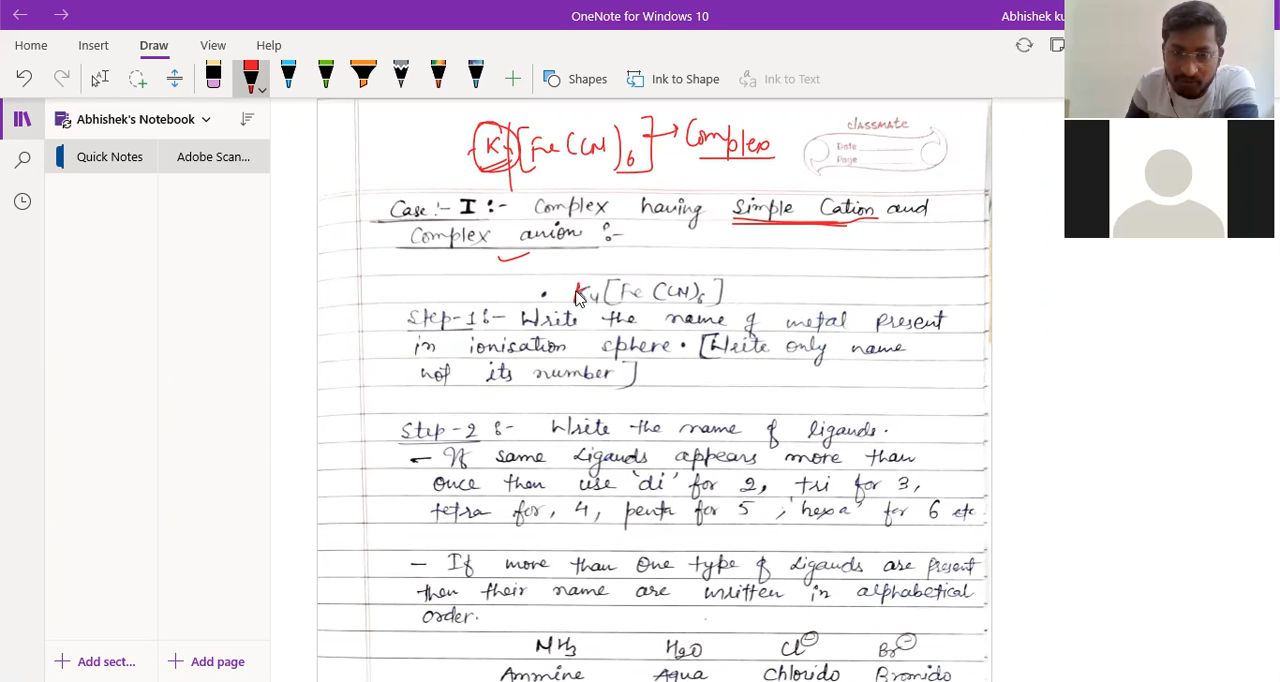 OneNote for Windows 10
Abhishek ku
Home Insert Draw View Help
Shapes Ink to Shape Ink to Text
Abhishek's Notebook
Quick Notes Adobe Scan...
K4[Fe(CN)6] → Complex
classmate
Date
Page
Case:- I :- Complex having Simple Cation and
Complex anion :-
• K4[Fe(CN)6]
Step-1:- Write the name of metal present
in ionisation sphere. [Write only name
not its number]
Step-2 :- Write the name of ligands.
– If same ligands appears more than
once then use 'di' for 2, tri for 3,
tetra for, 4, penta for 5, 'hexa' for 6 etc
– If more than One type of ligands are present
then their name are written in alphabetical
order.
NH3 H2O Cl⊖ Br⊖
Ammine Aqua Chlorido Bromido
Add sect... Add page